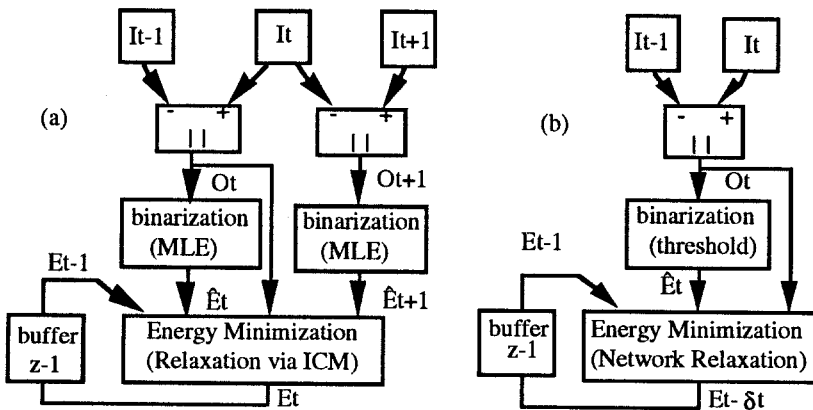 It-1
It
It+1
- +
| |
- +
| |
(a)
Ot
Ot+1
binarization
(MLE)
binarization
(MLE)
Et-1
Êt
Êt+1
buffer
z-1
Energy Minimization
(Relaxation via ICM)
Et
It-1
It
- +
| |
(b)
Ot
binarization
(threshold)
Et-1
Êt
buffer
z-1
Energy Minimization
(Network Relaxation)
Et- δt